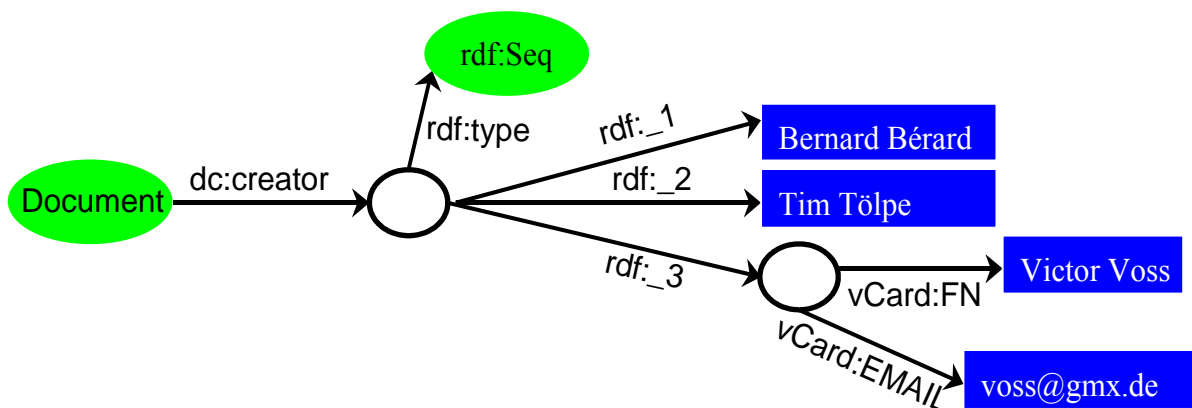 rdf:Seq
rdf:type
rdf:_1
Bernard Bérard
Document
dc:creator
rdf:_2
Tim Tölpe
rdf:_3
Victor Voss
vCard:FN
vCard:EMAIL
voss@gmx.de